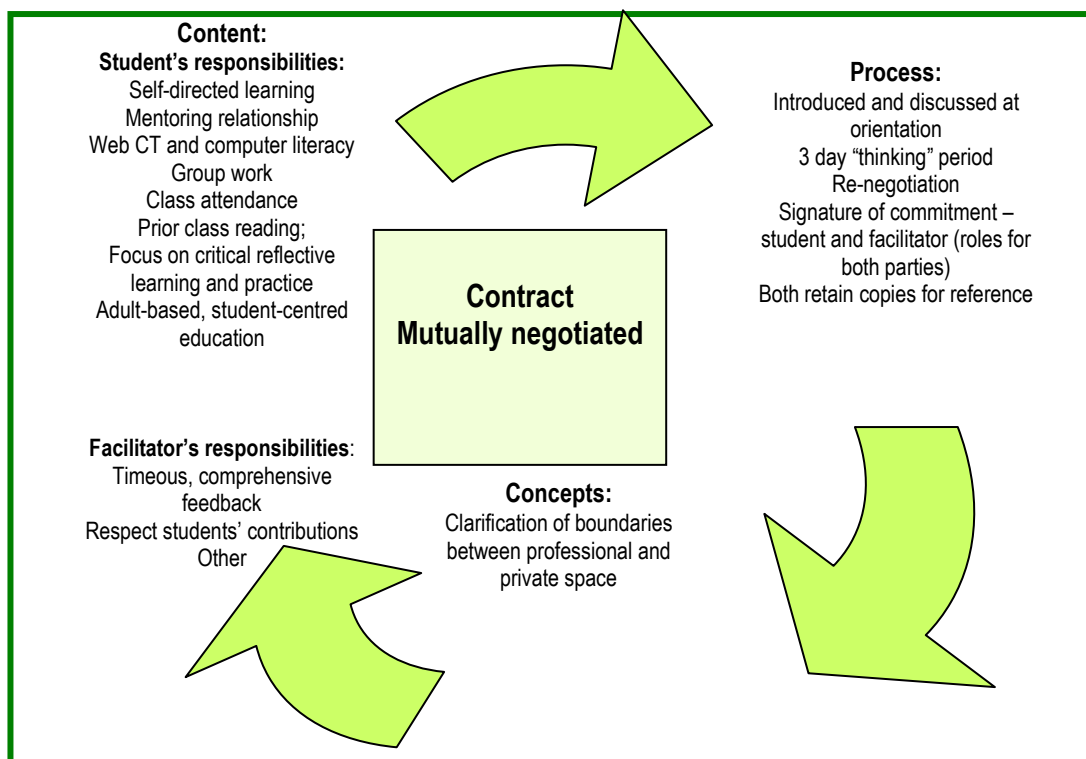 Content:
Student’s responsibilities:
Self-directed learning
Mentoring relationship
Web CT and computer literacy
Group work
Class attendance
Prior class reading;
Focus on critical reflective
learning and practice
Adult-based, student-centred
education
Process:
Introduced and discussed at
orientation
3 day “thinking” period
Re-negotiation
Signature of commitment –
student and facilitator (roles for
both parties)
Both retain copies for reference
Contract
Mutually negotiated
Facilitator’s responsibilities:
Timeous, comprehensive
feedback
Respect students’ contributions
Other
Concepts:
Clarification of boundaries
between professional and
private space